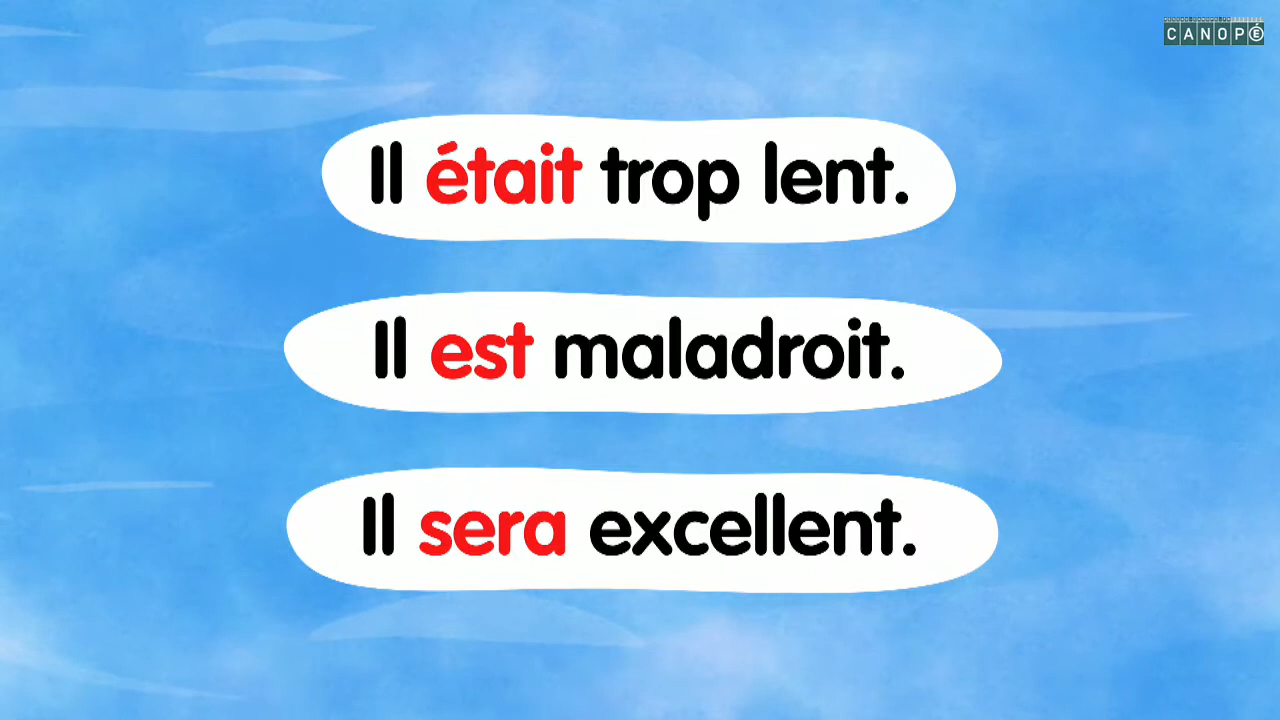 CANOPÉ
Il était trop lent.
Il est maladroit.
Il sera excellent.